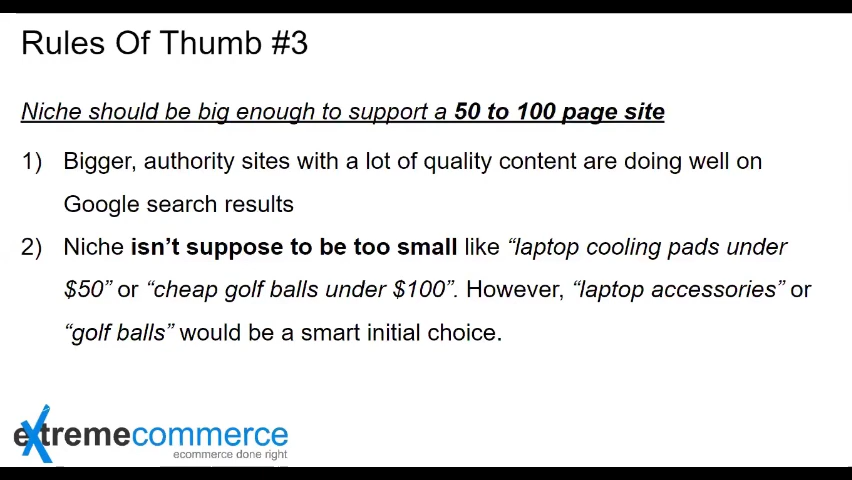 Rules Of Thumb #3
Niche should be big enough to support a 50 to 100 page site
1) Bigger, authority sites with a lot of quality content are doing well on
Google search results
2) Niche isn't suppose to be too small like “laptop cooling pads under
$50” or “cheap golf balls under $100”. However, “laptop accessories” or
“golf balls” would be a smart initial choice.
extremecommerce
ecommerce done right